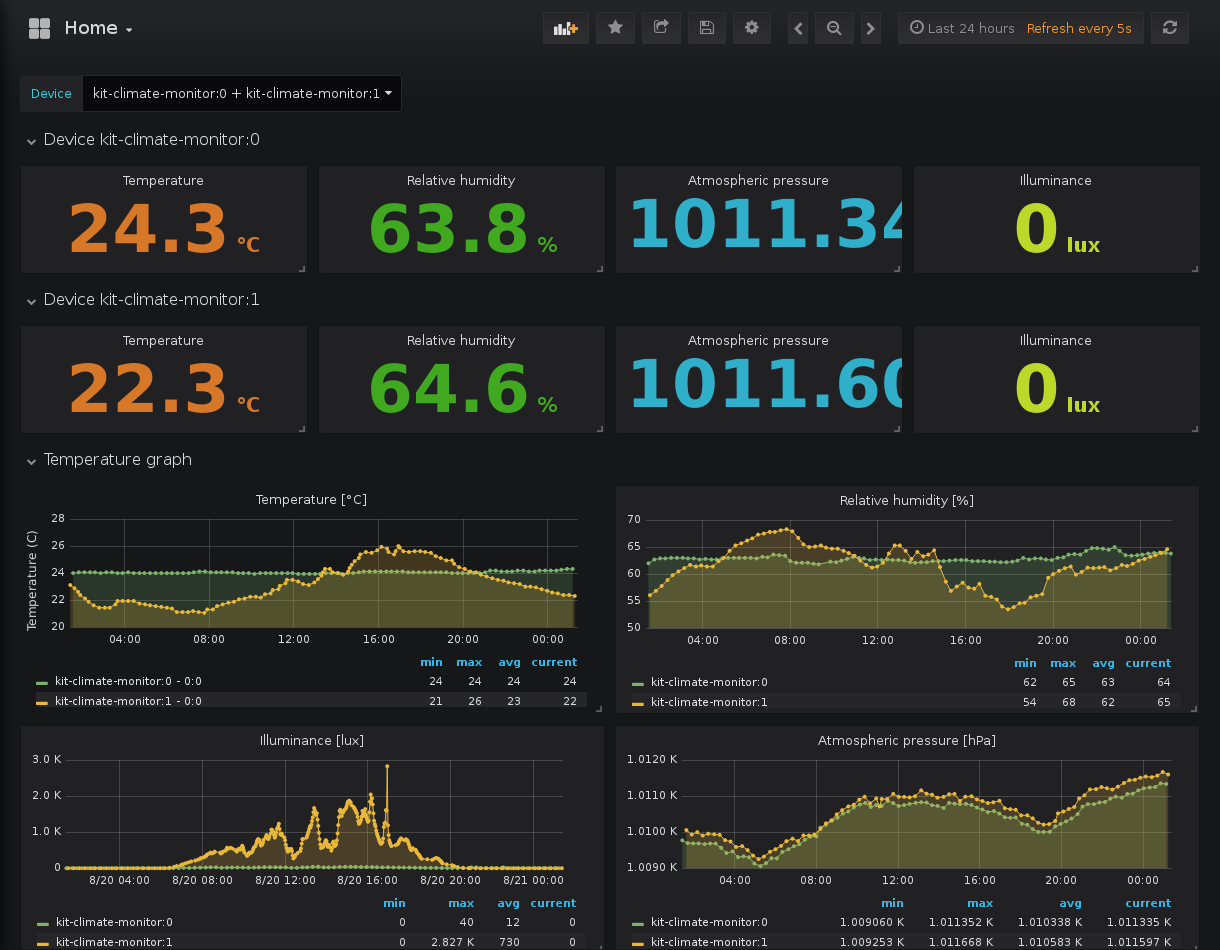 Home
Last 24 hours Refresh every 5s
Device kit-climate-monitor:0 + kit-climate-monitor:1
Device kit-climate-monitor:0
Temperature Relative humidity Atmospheric pressure Illuminance
24.3 °C 63.8 % 1011.34 0 lux
Device kit-climate-monitor:1
Temperature Relative humidity Atmospheric pressure Illuminance
22.3 °C 64.6 % 1011.60 0 lux
Temperature graph
Temperature [°C]
Temperature (C)
28
26
24
22
20
04:00 08:00 12:00 16:00 20:00 00:00
min max avg current
kit-climate-monitor:0 - 0:0 24 24 24 24
kit-climate-monitor:1 - 0:0 21 26 23 22
Relative humidity [%]
70
65
60
55
50
04:00 08:00 12:00 16:00 20:00 00:00
min max avg current
kit-climate-monitor:0 62 65 63 64
kit-climate-monitor:1 54 68 62 65
Illuminance [lux]
3.0 K
2.0 K
1.0 K
0
8/20 04:00 8/20 08:00 8/20 12:00 8/20 16:00 8/20 20:00 8/21 00:00
min max avg current
kit-climate-monitor:0 0 40 12 0
kit-climate-monitor:1 0 2.827 K 730 0
Atmospheric pressure [hPa]
1.0120 K
1.0110 K
1.0100 K
1.0090 K
04:00 08:00 12:00 16:00 20:00 00:00
min max avg current
kit-climate-monitor:0 1.009060 K 1.011352 K 1.010338 K 1.011335 K
kit-climate-monitor:1 1.009253 K 1.011668 K 1.010583 K 1.011597 K